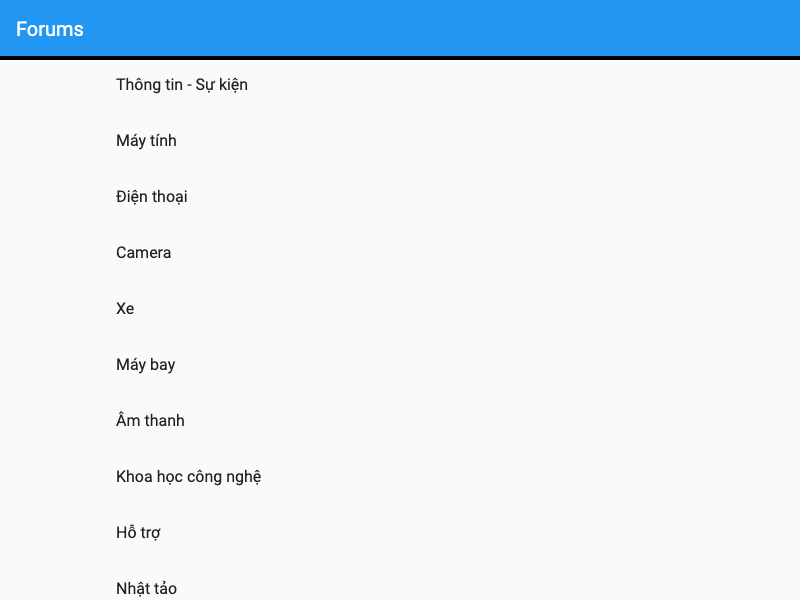 Forums
Thông tin - Sự kiện
Máy tính
Điện thoại
Camera
Xe
Máy bay
Âm thanh
Khoa học công nghệ
Hỗ trợ
Nhật tảo